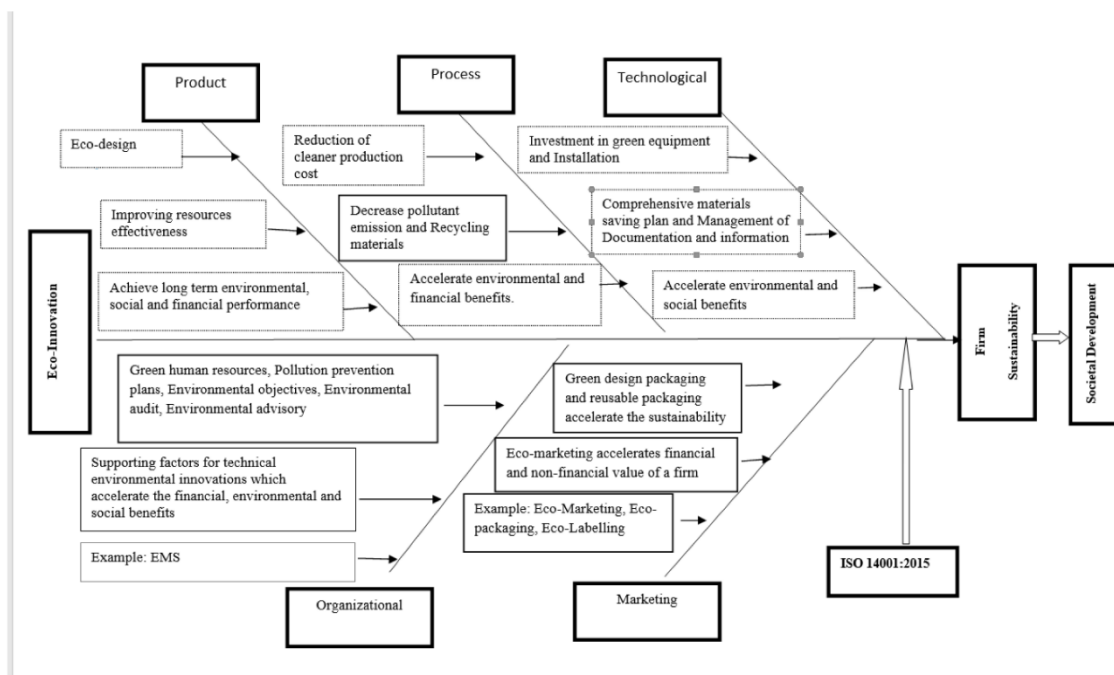 Product
Process
Technological
Eco-design
Reduction of
cleaner production
cost
Investment in green equipment
and Installation
Improving resources
effectiveness
Decrease pollutant
emission and Recycling
materials
Comprehensive materials
saving plan and Management of
Documentation and information
Achieve long term environmental,
social and financial performance
Accelerate environmental and
financial benefits.
Accelerate environmental and
social benefits
Eco-Innovation
Firm
Sustainability
Societal Development
Green human resources, Pollution prevention
plans, Environmental objectives, Environmental
audit, Environmental advisory
Green design packaging
and reusable packaging
accelerate the sustainability
Supporting factors for technical
environmental innovations which
accelerate the financial, environmental and
social benefits
Eco-marketing accelerates financial
and non-financial value of a firm
Example: Eco-Marketing, Eco-
packaging, Eco-Labelling
Example: EMS
ISO 14001:2015
Organizational
Marketing